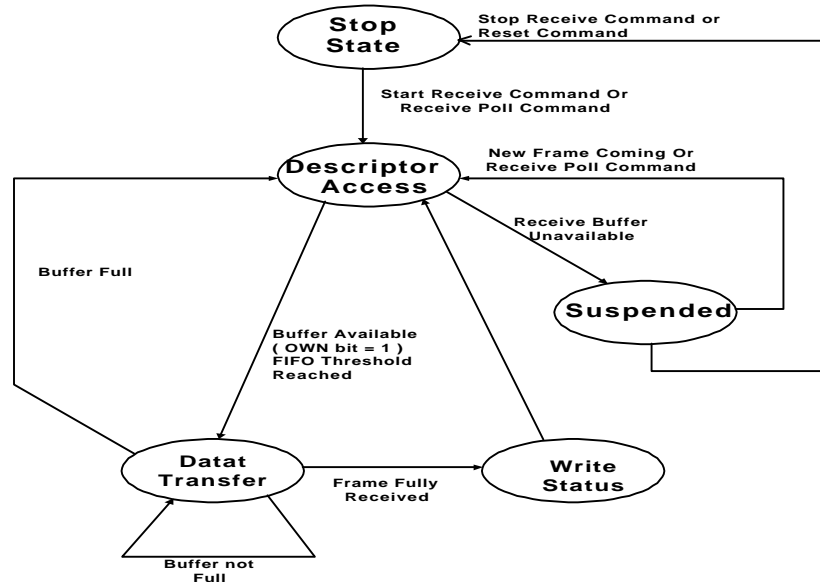 Stop
State
Stop Receive Command or
Reset Command
Start Receive Command Or
Receive Poll Command
Descriptor
Access
New Frame Coming Or
Receive Poll Command
Receive Buffer
Unavailable
Buffer Full
Suspended
Buffer Available
( OWN bit = 1 )
FIFO Threshold
Reached
Datat
Transfer
Frame Fully
Received
Write
Status
Buffer not
Full